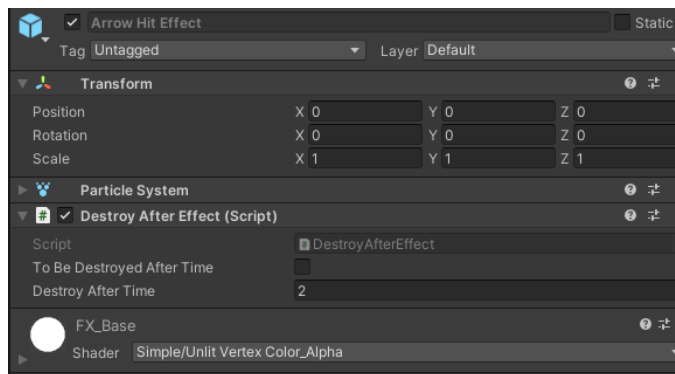 Arrow Hit Effect Static
Tag Untagged Layer Default
Transform
Position X 0 Y 0 Z 0
Rotation X 0 Y 0 Z 0
Scale X 1 Y 1 Z 1
Particle System
# Destroy After Effect (Script)
Script DestroyAfterEffect
To Be Destroyed After Time
Destroy After Time 2
FX_Base
Shader Simple/Unlit Vertex Color_Alpha